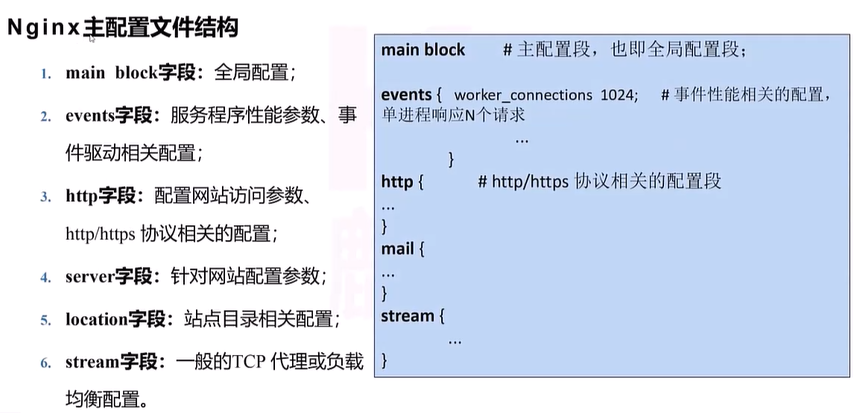 Nginx主配置文件结构
1. main block字段：全局配置；
2. events字段：服务程序性能参数、事
件驱动相关配置；
3. http字段：配置网站访问参数、
http/https 协议相关的配置；
4. server字段：针对网站配置参数；
5. location字段：站点目录相关配置；
6. stream字段：一般的TCP 代理或负载
均衡配置。
main block # 主配置段，也即全局配置段；
events { worker_connections 1024; # 事件性能相关的配置，
单进程响应N个请求
...
}
http { # http/https 协议相关的配置段
...
}
mail {
...
}
stream {
...
}